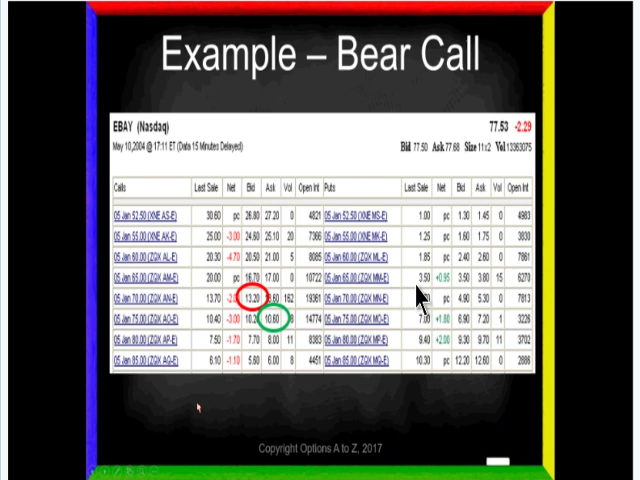 Example – Bear Call
EBAY (Nasdaq) 77.53 -2.29
May 10,2004 @ 17:11 ET (Data 15 Minutes Delayed) Bid 77.50 Ask 77.68 Size 11x2 Vol 13363075
Calls Last Sale Net Bid Ask Vol Open Int Puts Last Sale Net Bid Ask Vol Open Int
05 Jan 52.50 (XNE AS-E) 30.60 pc 26.80 27.20 0 4821 05 Jan 52.50 (XNE MS-E) 1.00 pc 1.30 1.45 0 4983
05 Jan 55.00 (XNE AK-E) 25.00 -3.00 24.60 25.10 20 7366 05 Jan 55.00 (XNE MK-E) 1.25 pc 1.60 1.75 0 3830
05 Jan 60.00 (ZQX AL-E) 20.30 -4.70 20.50 21.00 5 8085 05 Jan 60.00 (ZQX ML-E) 1.85 pc 2.40 2.60 0 7861
05 Jan 65.00 (ZQX AM-E) 20.00 pc 16.70 17.00 0 10722 05 Jan 65.00 (ZQX MM-E) 3.50 +0.95 3.50 3.80 15 6270
05 Jan 70.00 (ZQX AN-E) 13.70 13.20 162 19361 05 Jan 70.00 (ZQX MN-E) pc 4.90 5.30 0 7813
05 Jan 75.00 (ZQX AO-E) 10.40 -3.00 10.60 14774 05 Jan 75.00 (ZQX MO-E) 7.00 +1.80 6.90 7.20 1 3226
05 Jan 80.00 (ZQX AP-E) 7.50 -1.70 7.70 8.00 11 8383 05 Jan 80.00 (ZQX MP-E) 9.40 +2.00 9.30 9.70 11 3702
05 Jan 85.00 (ZQX AQ-E) 6.10 -1.10 5.60 6.00 8 4451 05 Jan 85.00 (ZQX MQ-E) 10.30 pc 12.20 12.60 0 2886
Copyright Options A to Z, 2017